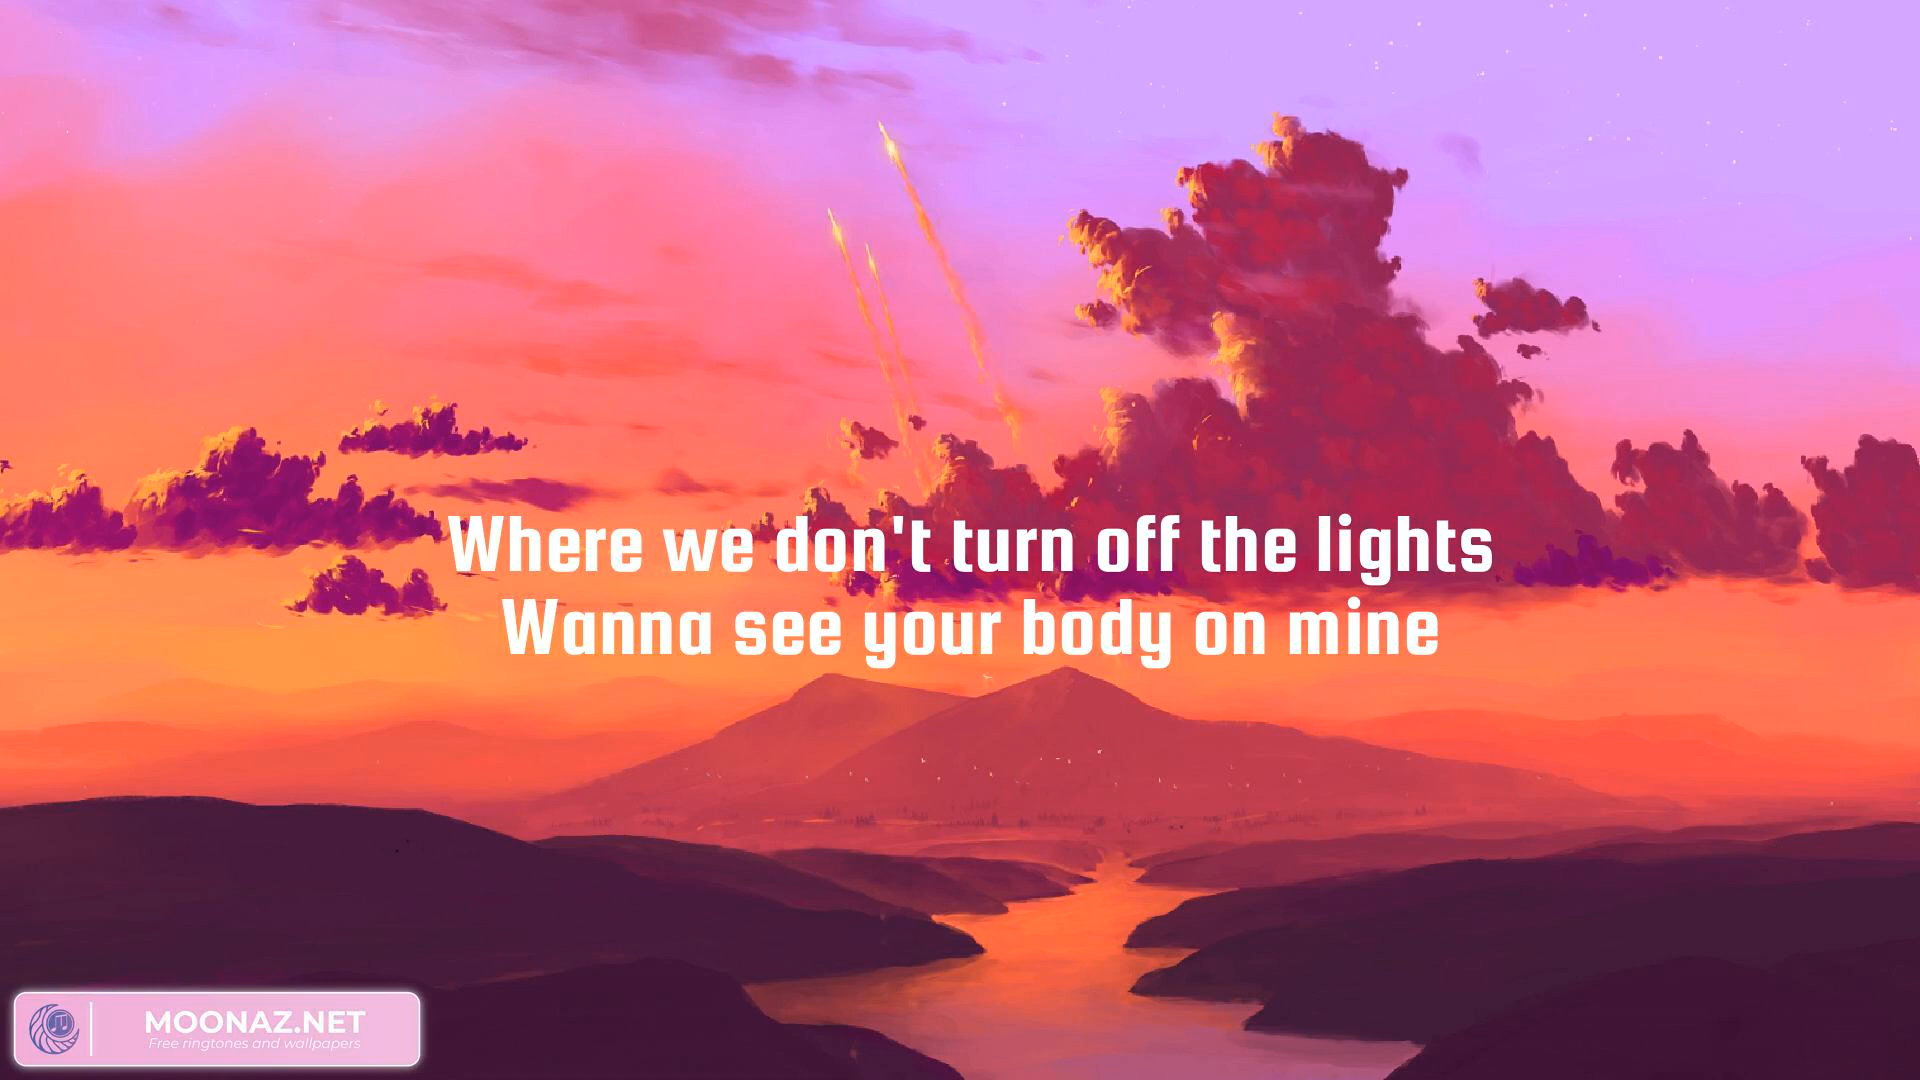 Where we don't turn off the lights
Wanna see your body on mine
MOONAZ.NET
Free ringtones and wallpapers